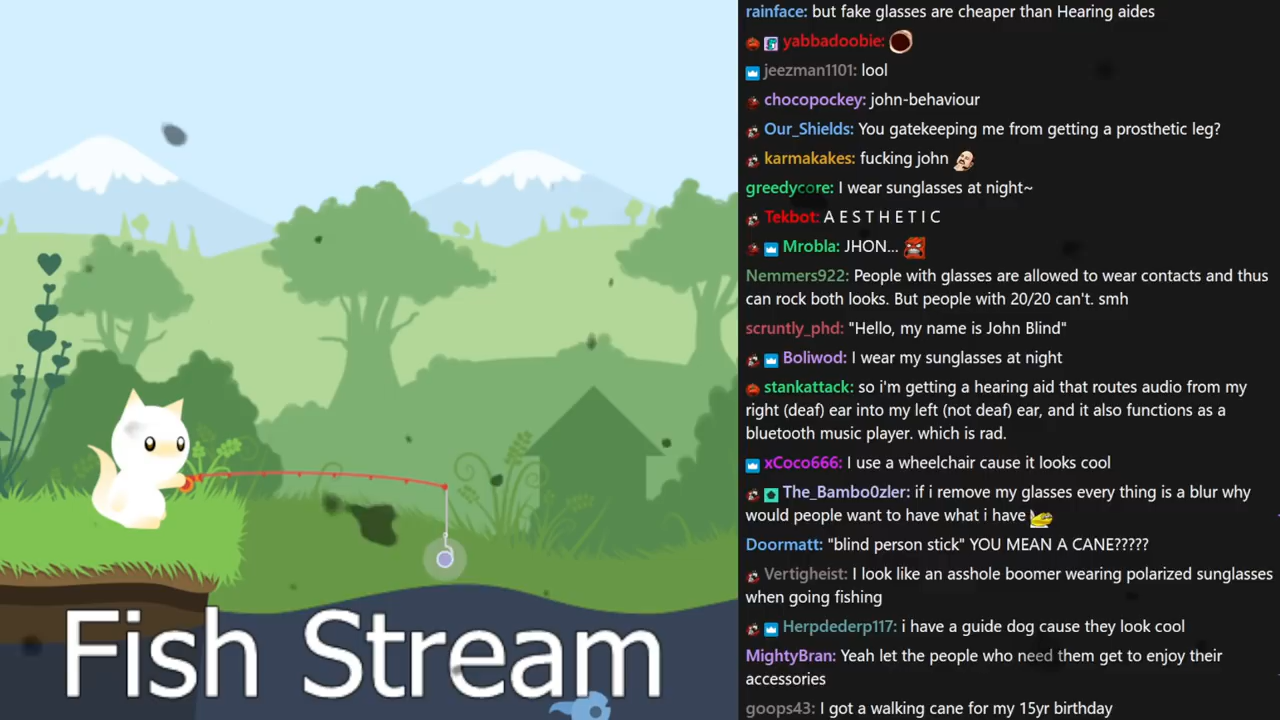 rainface: but fake glasses are cheaper than Hearing aides
yabbadoobie:
jeezman1101: lool
chocopockey: john-behaviour
Our_Shields: You gatekeeping me from getting a prosthetic leg?
karmakakes: fucking john
greedycore: I wear sunglasses at night~
Tekbot: A E S T H E T I C
Mrobla: JHON...
Nemmers922: People with glasses are allowed to wear contacts and thus
can rock both looks. But people with 20/20 can't. smh
scruntly_phd: "Hello, my name is John Blind"
Boliwod: I wear my sunglasses at night
stankattack: so i'm getting a hearing aid that routes audio from my
right (deaf) ear into my left (not deaf) ear, and it also functions as a
bluetooth music player. which is rad.
xCoco666: I use a wheelchair cause it looks cool
The_Bambo0zler: if i remove my glasses every thing is a blur why
would people want to have what i have
Doormatt: "blind person stick" YOU MEAN A CANE?????
Vertigheist: I look like an asshole boomer wearing polarized sunglasses
when going fishing
Herpdederp117: i have a guide dog cause they look cool
MightyBran: Yeah let the people who need them get to enjoy their
accessories
goops43: I got a walking cane for my 15yr birthday
Fish Stream